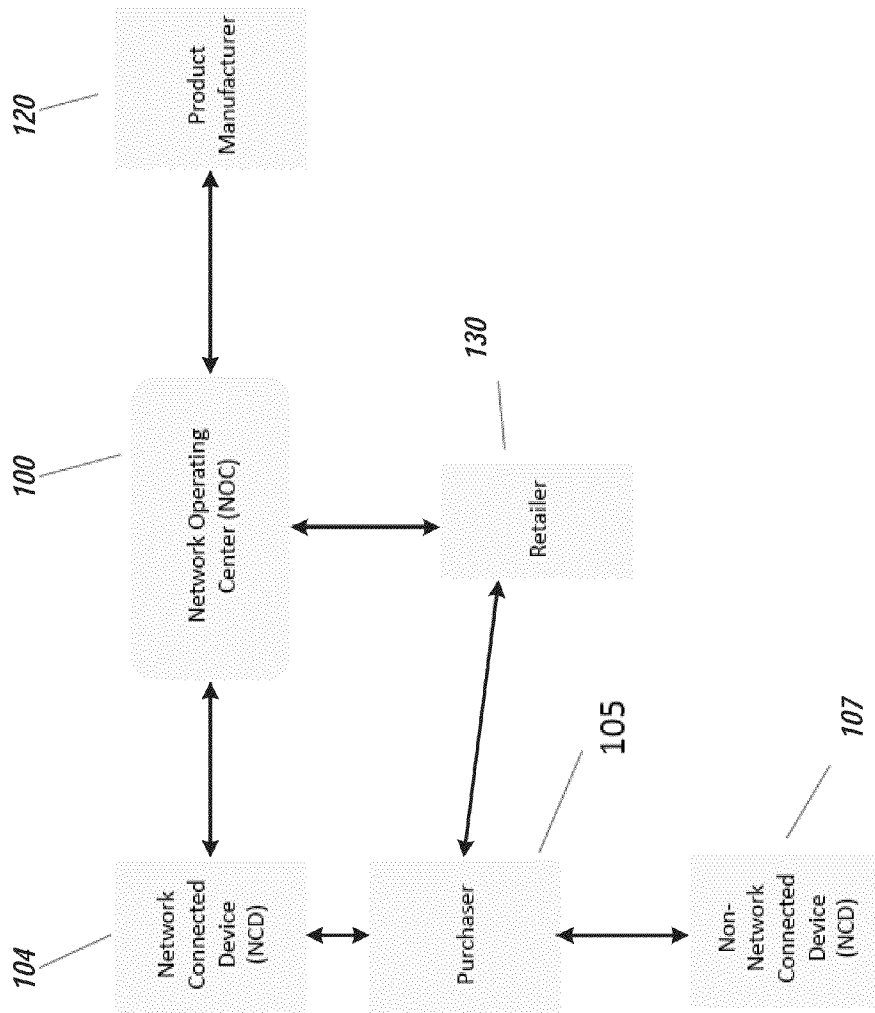 104
Network
Connected
Device
(NCD)
100
Network Operating
Center (NOC)
120
Product
Manufacturer
Purchaser
105
Retailer
130
Non-
Network
Connected
Device
(NCD)
107